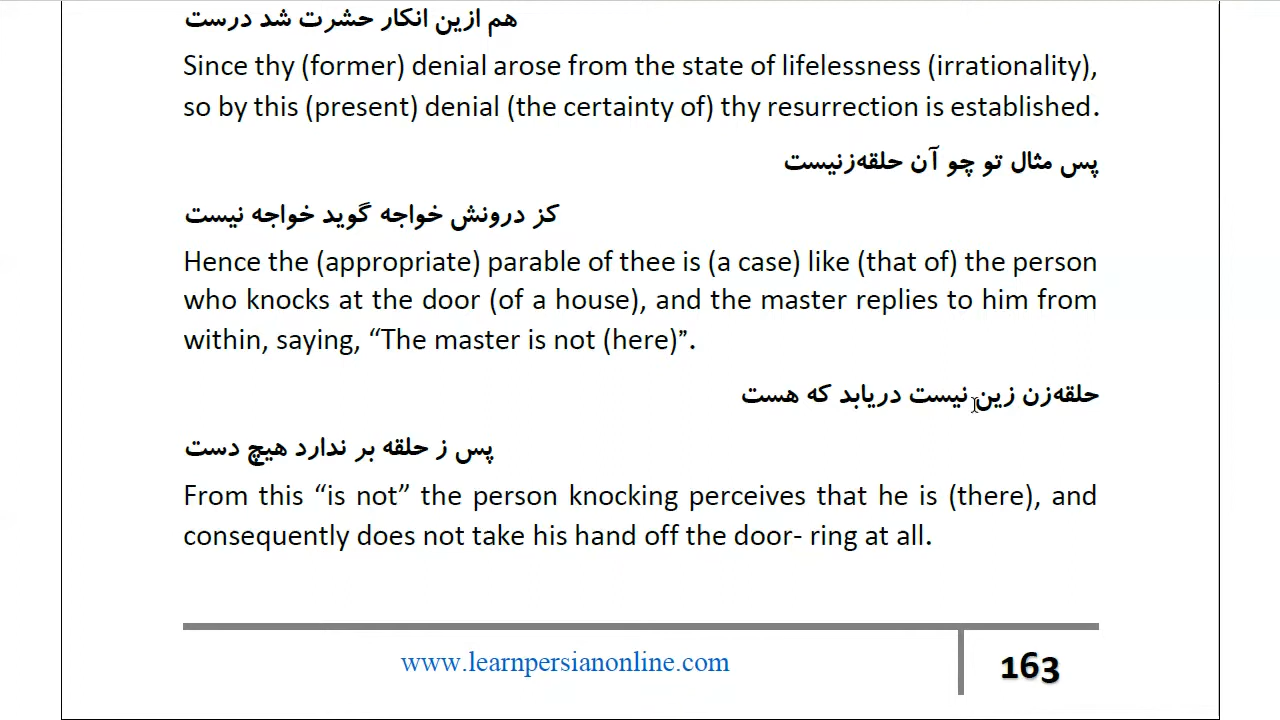 هم ازین انکار حشرت شد درست
Since thy (former) denial arose from the state of lifelessness (irrationality),
so by this (present) denial (the certainty of) thy resurrection is established.
پس مثال تو چو آن حلقه‌زنیست
کز درونش خواجه گوید خواجه نیست
Hence the (appropriate) parable of thee is (a case) like (that of) the person
who knocks at the door (of a house), and the master replies to him from
within, saying, “The master is not (here)”.
حلقه‌زن زین نیست دریابد که هست
پس ز حلقه بر ندارد هیچ دست
From this “is not” the person knocking perceives that he is (there), and
consequently does not take his hand off the door- ring at all.
www.learnpersianonline.com
163